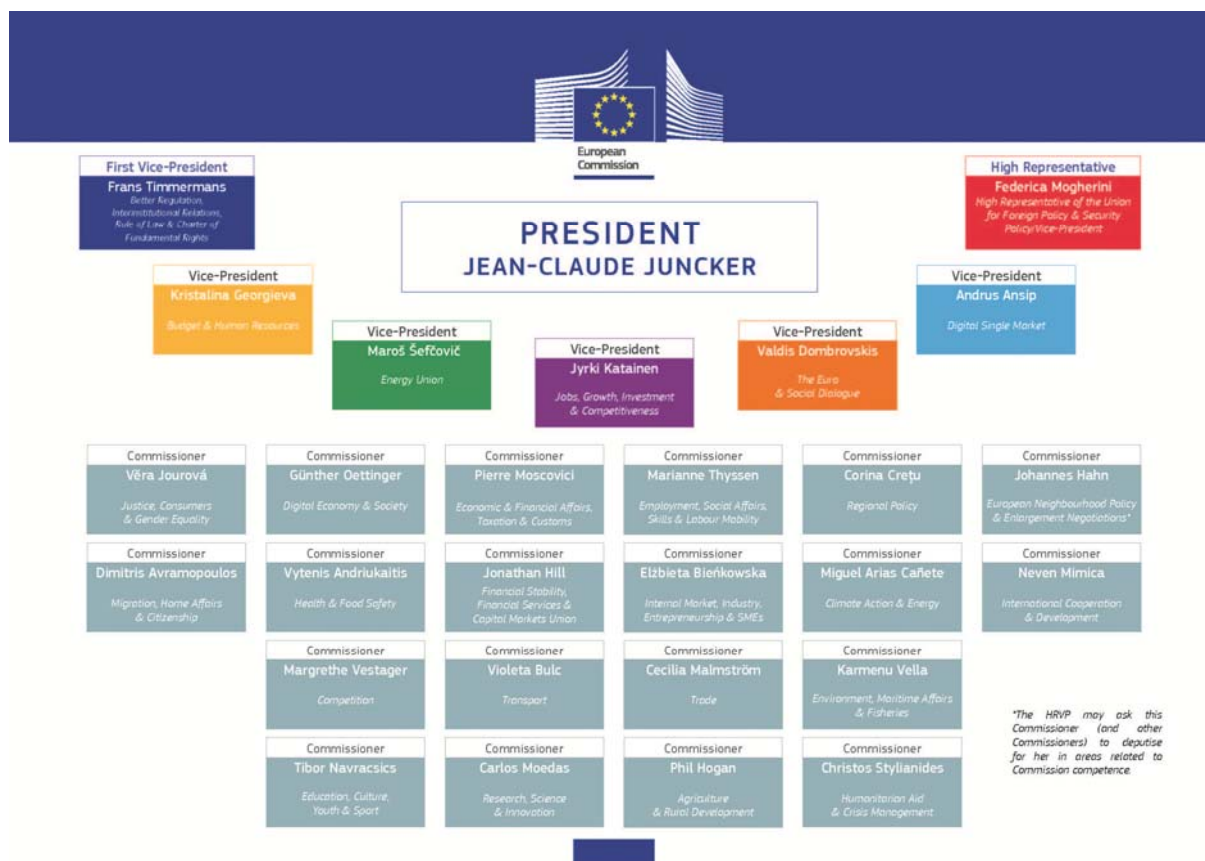 European
Commission
First Vice-President
Frans Timmermans
Better Regulation,
Interinstitutional Relations,
Rule of Law & Charter of
Fundamental Rights
High Representative
Federica Mogherini
High Representative of the Union
for Foreign Policy & Security
Policy/Vice-President
PRESIDENT
JEAN-CLAUDE JUNCKER
Vice-President
Kristalina Georgieva
Budget & Human Resources
Vice-President
Andrus Ansip
Digital Single Market
Vice-President
Maroš Šefčovič
Energy Union
Vice-President
Jyrki Katainen
Jobs, Growth, Investment
& Competitiveness
Vice-President
Valdis Dombrovskis
The Euro
& Social Dialogue
Commissioner
Věra Jourová
Justice, Consumers
& Gender Equality
Commissioner
Günther Oettinger
Digital Economy & Society
Commissioner
Pierre Moscovici
Economic & Financial Affairs,
Taxation & Customs
Commissioner
Marianne Thyssen
Employment, Social Affairs,
Skills & Labour Mobility
Commissioner
Corina Crețu
Regional Policy
Commissioner
Johannes Hahn
European Neighbourhood Policy
& Enlargement Negotiations*
Commissioner
Dimitris Avramopoulos
Migration, Home Affairs
& Citizenship
Commissioner
Vytenis Andriukaitis
Health & Food Safety
Commissioner
Jonathan Hill
Financial Stability,
Financial Services &
Capital Markets Union
Commissioner
Elżbieta Bieńkowska
Internal Market, Industry,
Entrepreneurship & SMEs
Commissioner
Miguel Arias Cañete
Climate Action & Energy
Commissioner
Neven Mimica
International Cooperation
& Development
Commissioner
Margrethe Vestager
Competition
Commissioner
Violeta Bulc
Transport
Commissioner
Cecilia Malmström
Trade
Commissioner
Karmenu Vella
Environment, Maritime Affairs
& Fisheries
Commissioner
Tibor Navracsics
Education, Culture,
Youth & Sport
Commissioner
Carlos Moedas
Research, Science
& Innovation
Commissioner
Phil Hogan
Agriculture
& Rural Development
Commissioner
Christos Stylianides
Humanitarian Aid
& Crisis Management
*The HRVP may ask this
Commissioner (and other
Commissioners) to deputise
for her in areas related to
Commission competence.